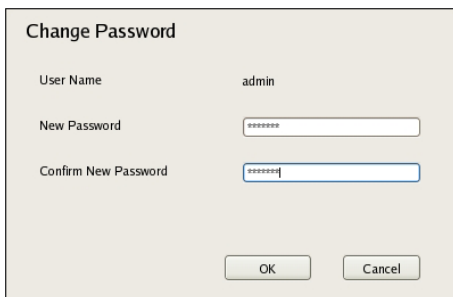 Change Password
User Name admin
New Password *******
Confirm New Password *******
OK Cancel